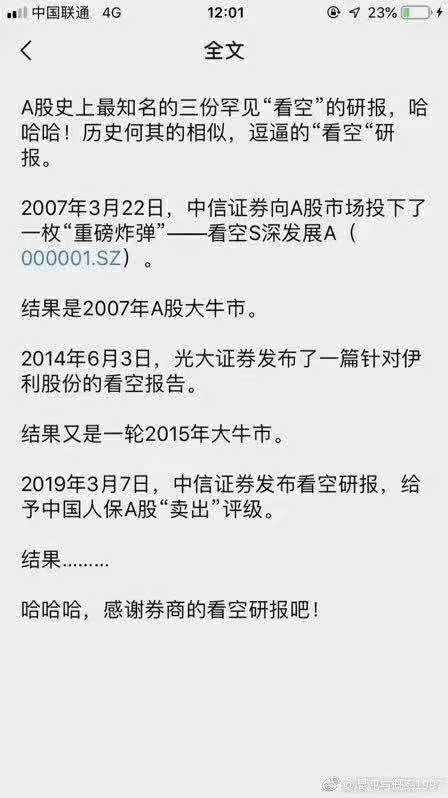 中国联通 4G 12:01 23%
全文
A股史上最知名的三份罕见“看空”的研报，哈
哈哈！历史何其的相似，逗逼的“看空“研
报。
2007年3月22日，中信证券向A股市场投下了
一枚“重磅炸弹”——看空S深发展A（
000001.SZ）。
结果是2007年A股大牛市。
2014年6月3日，光大证券发布了一篇针对伊
利股份的看空报告。
结果又是一轮2015年大牛市。
2019年3月7日，中信证券发布看空研报，给
予中国人保A股“卖出”评级。
结果………
哈哈哈，感谢券商的看空研报吧！